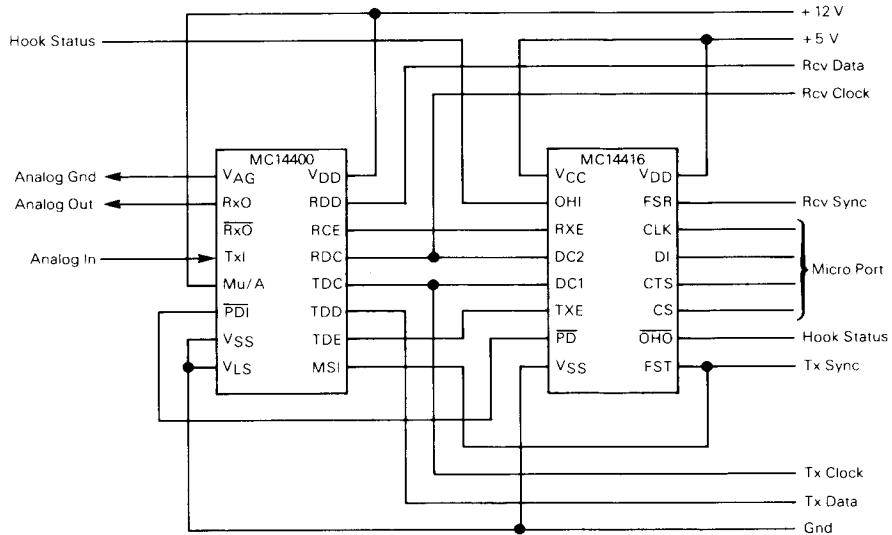 + 12 V
Hook Status
+5 V
Rcv Data
Rcv Clock
MC14400
MC14416
Analog Gnd
VAG
VDD
VCC
VDD
Analog Out
RxO
RDD
OHI
FSR
Rcv Sync
RxO
RCE
RXE
CLK
Analog In
TxI
RDC
DC2
DI
Micro Port
Mu/A
TDC
DC1
CTS
PDI
TDD
TXE
CS
VSS
TDE
PD
OHO
Hook Status
VLS
MSI
VSS
FST
Tx Sync
Tx Clock
Tx Data
Gnd